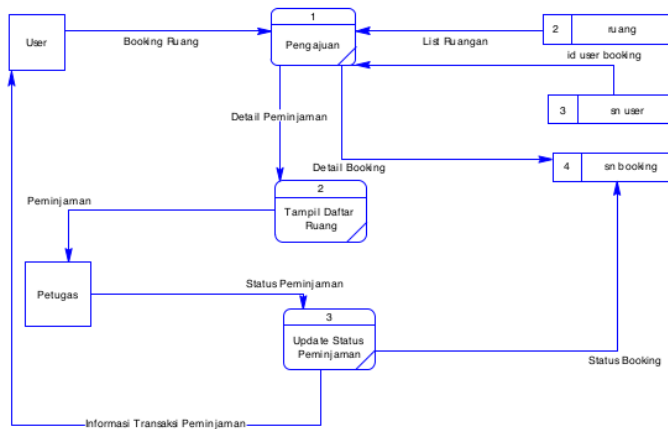 1
2
ruang
User
Booking Ruang
Pengajuan
List Ruangan
id user booking
3
sn user
Detail Peminjaman
Detail Booking
4
sn booking
2
Peminjaman
Tampil Daftar
Ruang
Petugas
Status Peminjaman
3
Update Status
Peminjaman
Status Booking
Informasi Transaksi Peminjaman